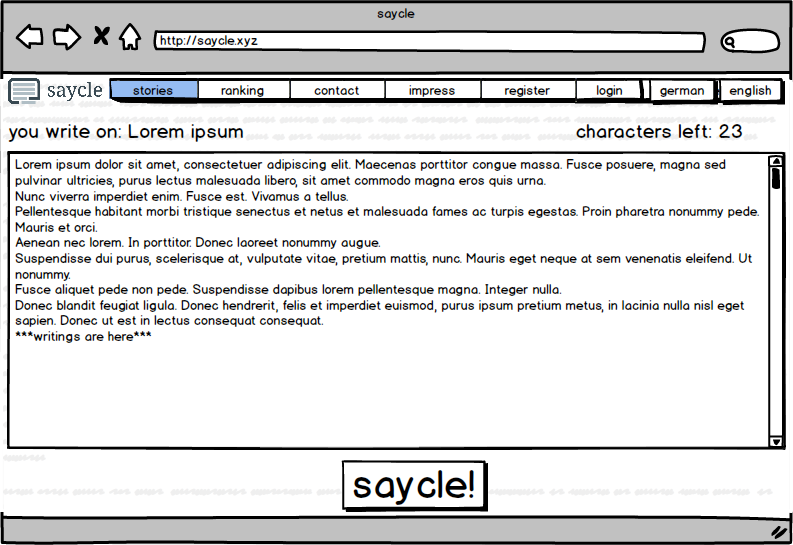 saycle
http://saycle.xyz
saycle stories ranking contact impress register login german english
you write on: Lorem ipsum characters left: 23
Lorem ipsum dolor sit amet, consectetuer adipiscing elit. Maecenas porttitor congue massa. Fusce posuere, magna sed
pulvinar ultricies, purus lectus malesuada libero, sit amet commodo magna eros quis urna.
Nunc viverra imperdiet enim. Fusce est. Vivamus a tellus.
Pellentesque habitant morbi tristique senectus et netus et malesuada fames ac turpis egestas. Proin pharetra nonummy pede.
Mauris et orci.
Aenean nec lorem. In porttitor. Donec laoreet nonummy augue.
Suspendisse dui purus, scelerisque at, vulputate vitae, pretium mattis, nunc. Mauris eget neque at sem venenatis eleifend. Ut
nonummy.
Fusce aliquet pede non pede. Suspendisse dapibus lorem pellentesque magna. Integer nulla.
Donec blandit feugiat ligula. Donec hendrerit, felis et imperdiet euismod, purus ipsum pretium metus, in lacinia nulla nisl eget
sapien. Donec ut est in lectus consequat consequat.
***writings are here***
saycle!